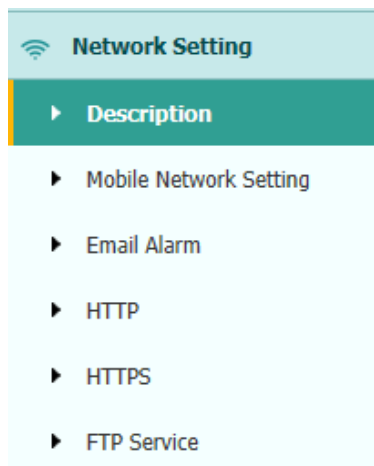 Network Setting
Description
Mobile Network Setting
Email Alarm
HTTP
HTTPS
FTP Service